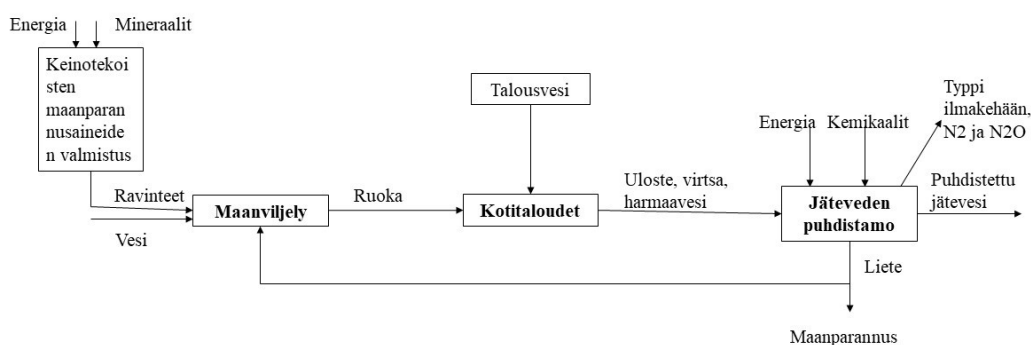 Energia
Mineraalit
Keinotekoi
sten
maanparan
nusaineide
n valmistus
Talousvesi
Typpi
ilmakehään,
N2 ja N2O
Energia
Kemikaalit
Ravinteet
Maanviljely
Ruoka
Kotitaloudet
Uloste, virtsa,
harmaavesi
Jäteveden
puhdistamo
Puhdistettu
jätevesi
Vesi
Liete
Maanparannus